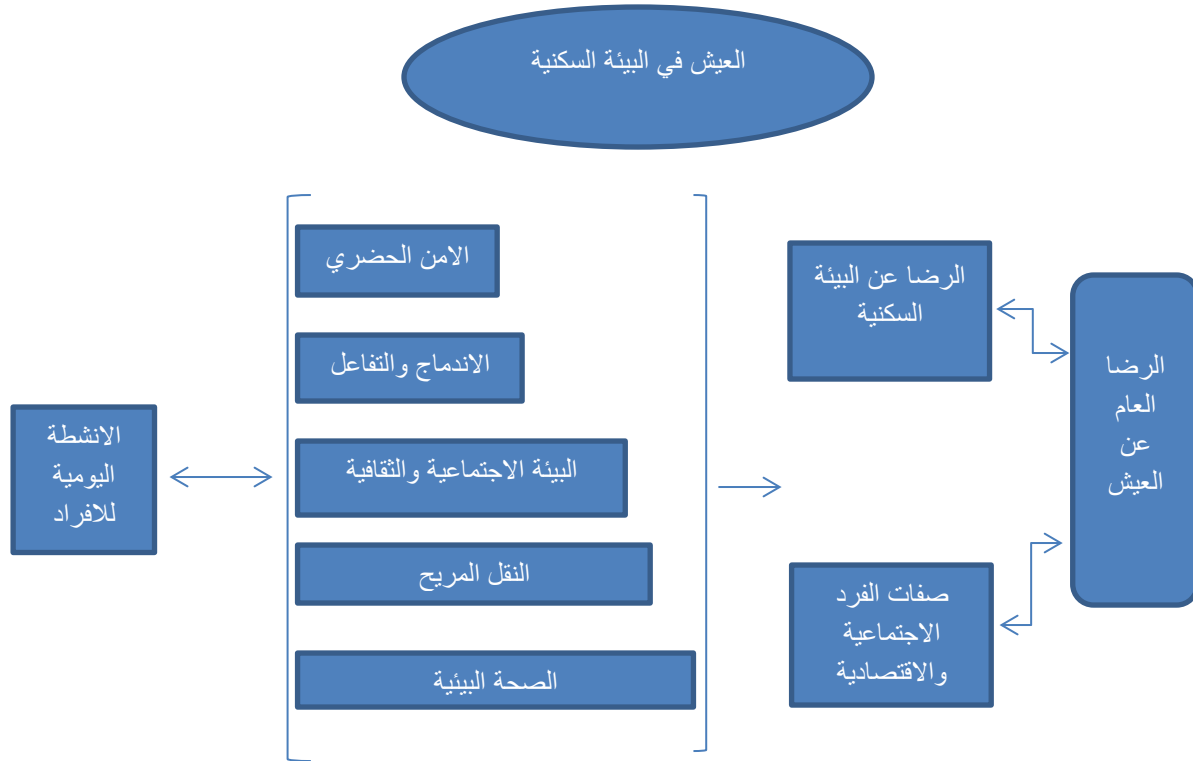 العيش في البيئة السكنية
الامن الحضري
الاندماج والتفاعل
البيئة الاجتماعية والثقافية
النقل المريح
الصحة البيئية
الرضا عن البيئة
السكنية
صفات الفرد
الاجتماعية
والاقتصادية
الرضا
العام
عن
العيش
الانشطة
اليومية
للافراد